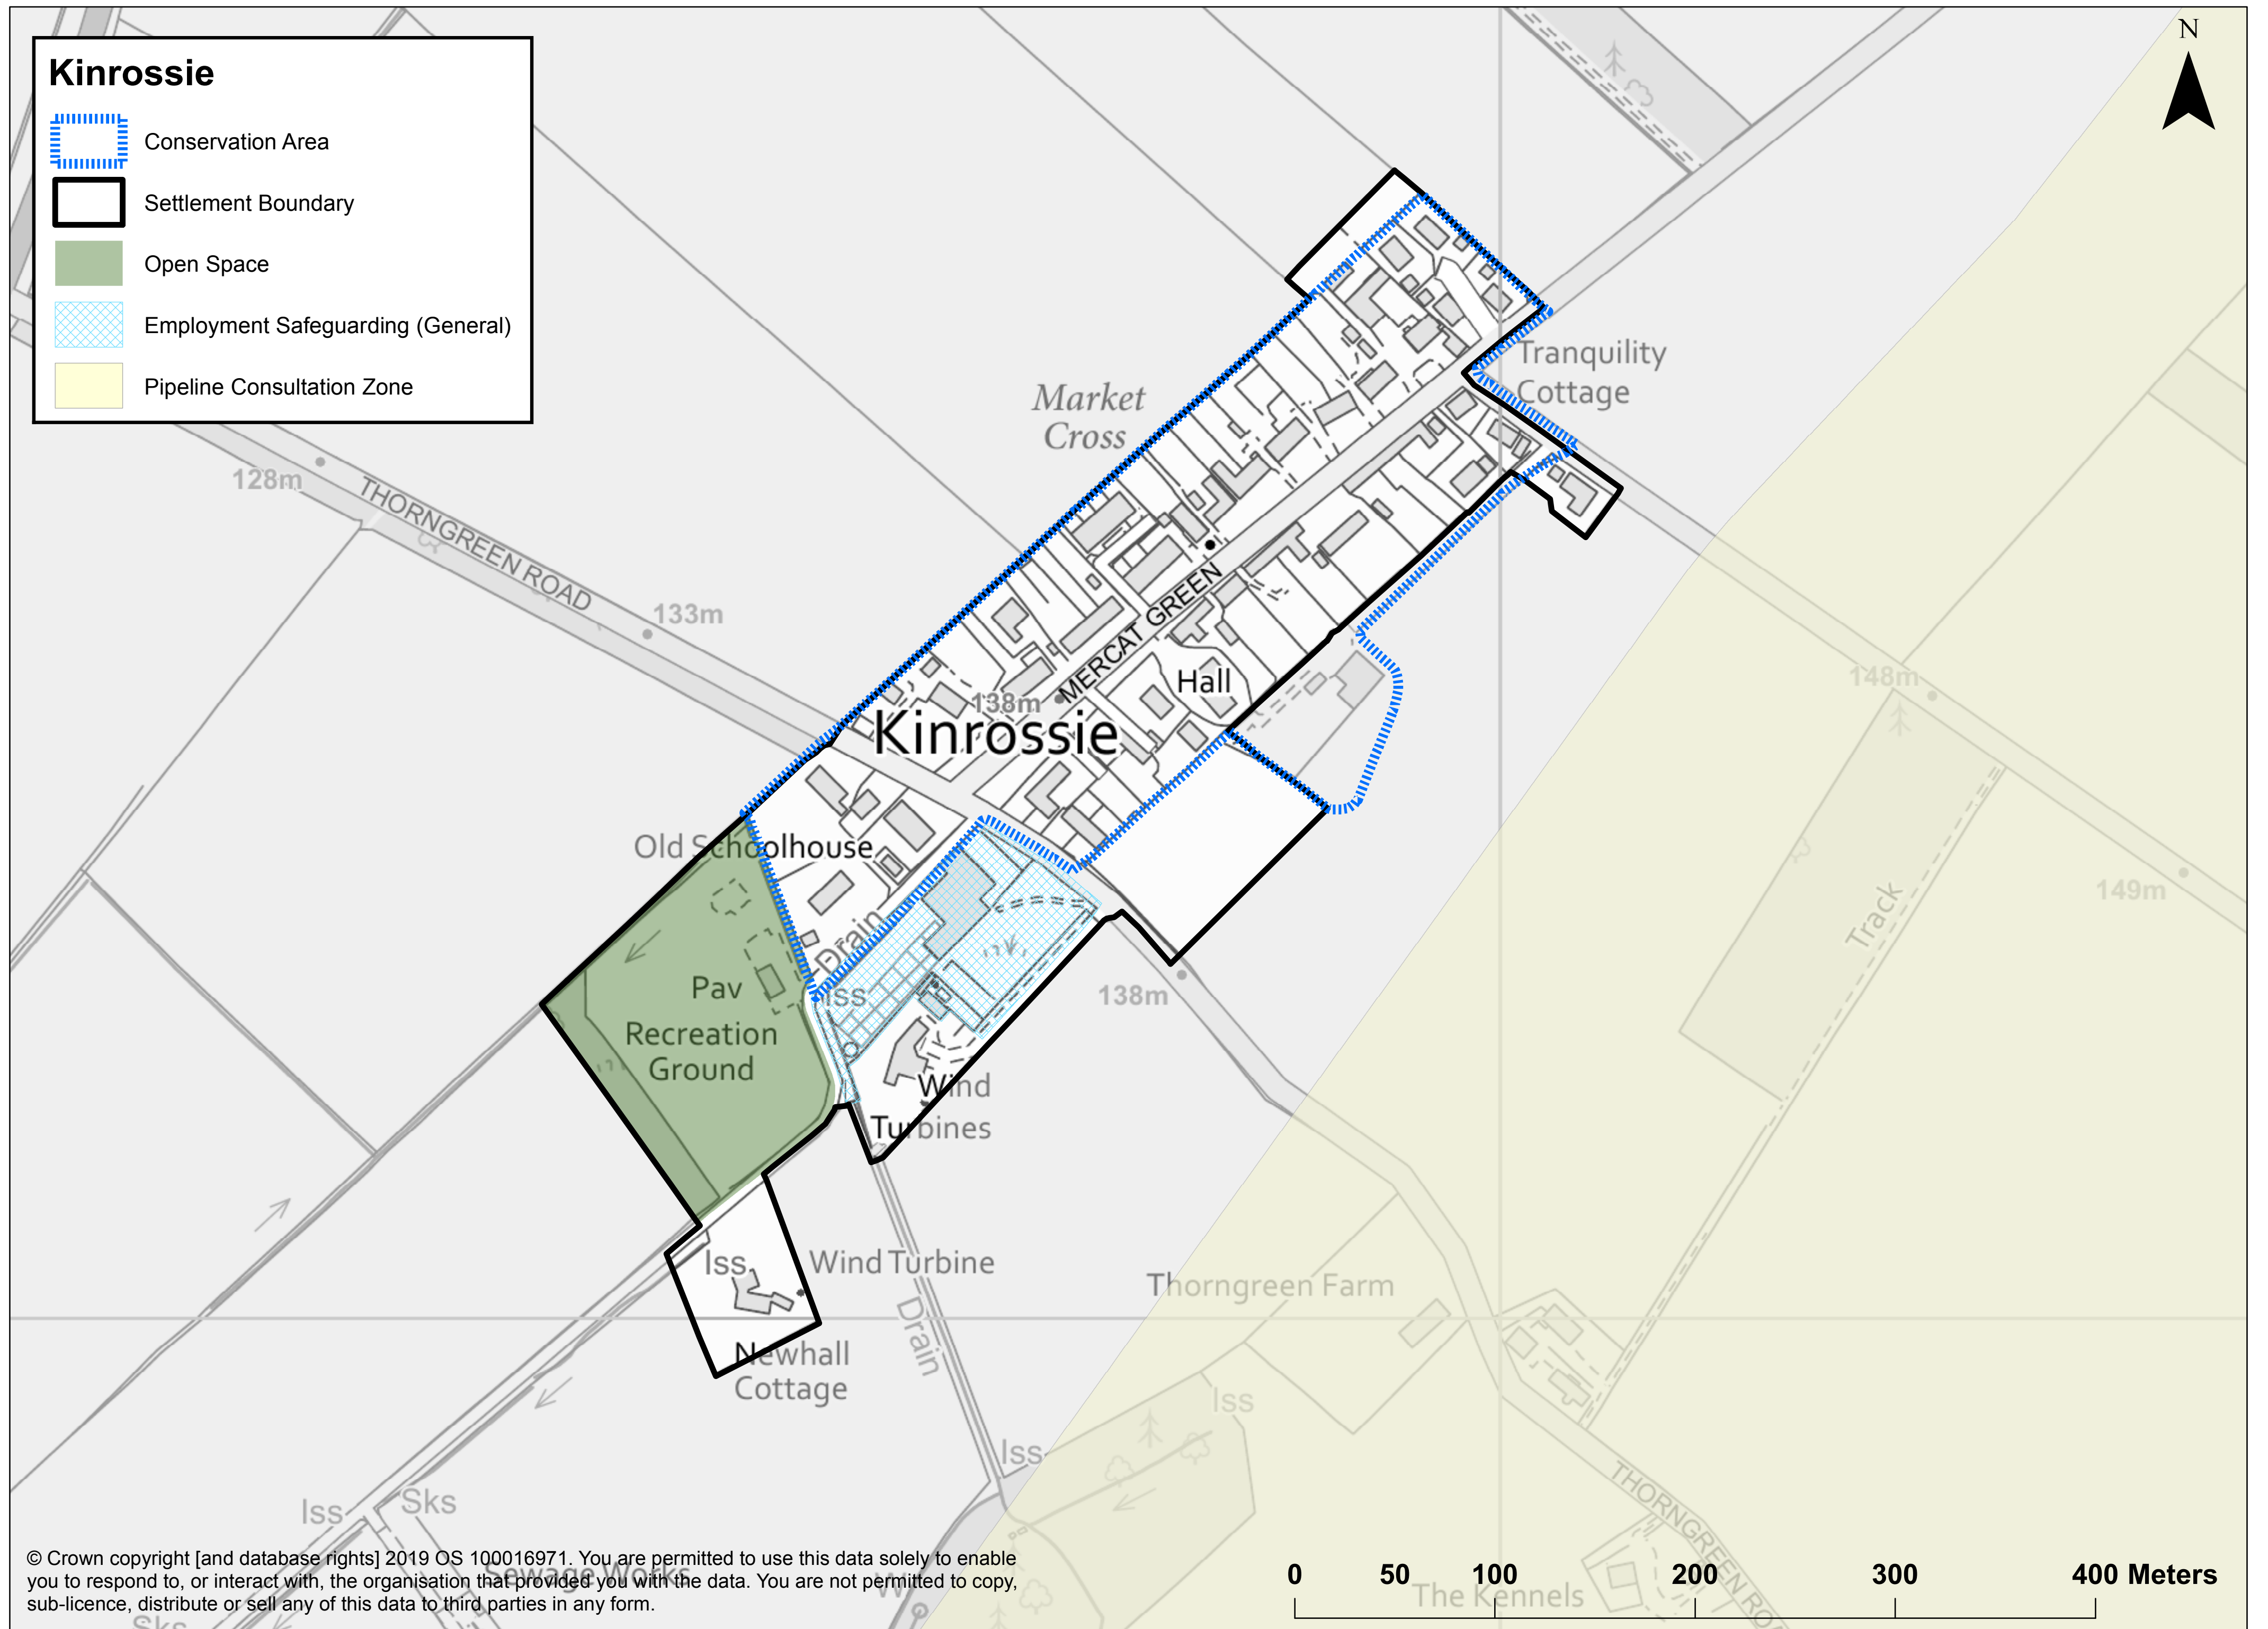 Kinrossie
Conservation Area
Settlement Boundary
Open Space
Employment Safeguarding (General)
Pipeline Consultation Zone
N
Tranquility
Cottage
Market
Cross
128m
THORNGREEN ROAD
133m
MERCAT GREEN
Hall
138m
Kinrossie
148m
Old Schoolhouse
149m
Track
Drain
Pav
Iss
138m
Recreation
Ground
Wind
Turbines
Iss
Wind Turbine
Thorngreen Farm
Drain
Newhall
Cottage
Iss
Iss
Iss
Sks
THORNGREEN ROA
© Crown copyright [and database rights] 2019 OS 100016971. You are permitted to use this data solely to enable
you to respond to, or interact with, the organisation that provided you with the data. You are not permitted to copy,
sub-licence, distribute or sell any of this data to third parties in any form.
Sewage Works
W
The Kennels
Sks
0 50 100 200 300 400 Meters